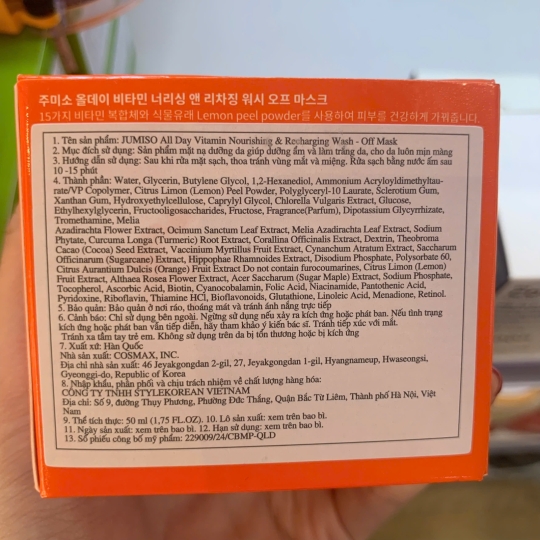 주미소 올데이 비타민 너리싱 앤 리차징 워시 오프 마스크
15가지 비타민 복합체와 식물유래 Lemon peel powder를 사용하여 피부를 건강하게 가꿔줍니다.
1. Tên sản phẩm: JUMISO All Day Vitamin Nourishing & Recharging Wash - Off Mask
2. Mục đích sử dụng: Sản phẩm mặt nạ dưỡng da giúp dưỡng ẩm và làm trắng da, cho da luôn mịn màng
3. Hướng dẫn sử dụng: Sau khi rửa mặt sạch, thoa tránh vùng mắt và miệng. Rửa sạch bằng nước ấm sau
10 -15 phút
4. Thành phần: Water, Glycerin, Butylene Glycol, 1,2-Hexanediol, Ammonium Acryloyldimethyltau-
rate/VP Copolymer, Citrus Limon (Lemon) Peel Powder, Polyglyceryl-10 Laurate, Sclerotium Gum,
Xanthan Gum, Hydroxyethylcellulose, Caprylyl Glycol, Chlorella Vulgaris Extract, Glucose,
Ethylhexylglycerin, Fructooligosaccharides, Fructose, Fragrance(Parfum), Dipotassium Glycyrrhizate,
Tromethamine, Melia
Azadirachta Flower Extract, Ocimum Sanctum Leaf Extract, Melia Azadirachta Leaf Extract, Sodium
Phytate, Curcuma Longa (Turmeric) Root Extract, Corallina Officinalis Extract, Dextrin, Theobroma
Cacao (Cocoa) Seed Extract, Vaccinium Myrtillus Fruit Extract, Cynanchum Atratum Extract, Saccharum
Officinarum (Sugarcane) Extract, Hippophae Rhamnoides Extract, Disodium Phosphate, Polysorbate 60,
Citrus Aurantium Dulcis (Orange) Fruit Extract Do not contain furocoumarines, Citrus Limon (Lemon)
Fruit Extract, Althaea Rosea Flower Extract, Acer Saccharum (Sugar Maple) Extract, Sodium Phosphate,
Tocopherol, Ascorbic Acid, Biotin, Cyanocobalamin, Folic Acid, Niacinamide, Pantothenic Acid,
Pyridoxine, Riboflavin, Thiamine HCl, Bioflavonoids, Glutathione, Linoleic Acid, Menadione, Retinol.
5. Bảo quản: Bảo quản ở nơi ráo, thoáng mát và tránh ánh nắng trực tiếp
6. Cảnh báo: Chỉ sử dụng bên ngoài. Ngừng sử dụng nếu xảy ra kích ứng hoặc phát ban. Nếu tình trạng
kích ứng hoặc phát ban vẫn tiếp diễn, hãy tham khảo ý kiến bác sĩ. Tránh tiếp xúc với mắt.
Tránh xa tầm tay trẻ em. Không sử dụng trên da bị tổn thương hoặc bị kích ứng
7. Xuất xứ: Hàn Quốc
Nhà sản xuất: COSMAX, INC.
Địa chỉ nhà sản xuất: 46 Jeyakgongdan 2-gil, 27, Jeyakgongdan 1-gil, Hyangnameup, Hwaseongsi,
Gyeonggi-do, Republic of Korea
8. Nhập khẩu, phân phối và chịu trách nhiệm về chất lượng hàng hóa:
CÔNG TY TNHH STYLEKOREAN VIETNAM
Địa chỉ: Số 9, đường Thụy Phương, Phường Đức Thắng, Quận Bắc Từ Liêm, Thành phố Hà Nội, Việt
Nam
9. Thể tích thực: 50 ml (1,75 FL.OZ). 10. Lô sản xuất: xem trên bao bì.
11. Ngày sản xuất: xem trên bao bì. 12. Hạn sử dụng: xem trên bao bì.
13. Số phiếu công bố mỹ phẩm: 229009/24/CBMP-QLD